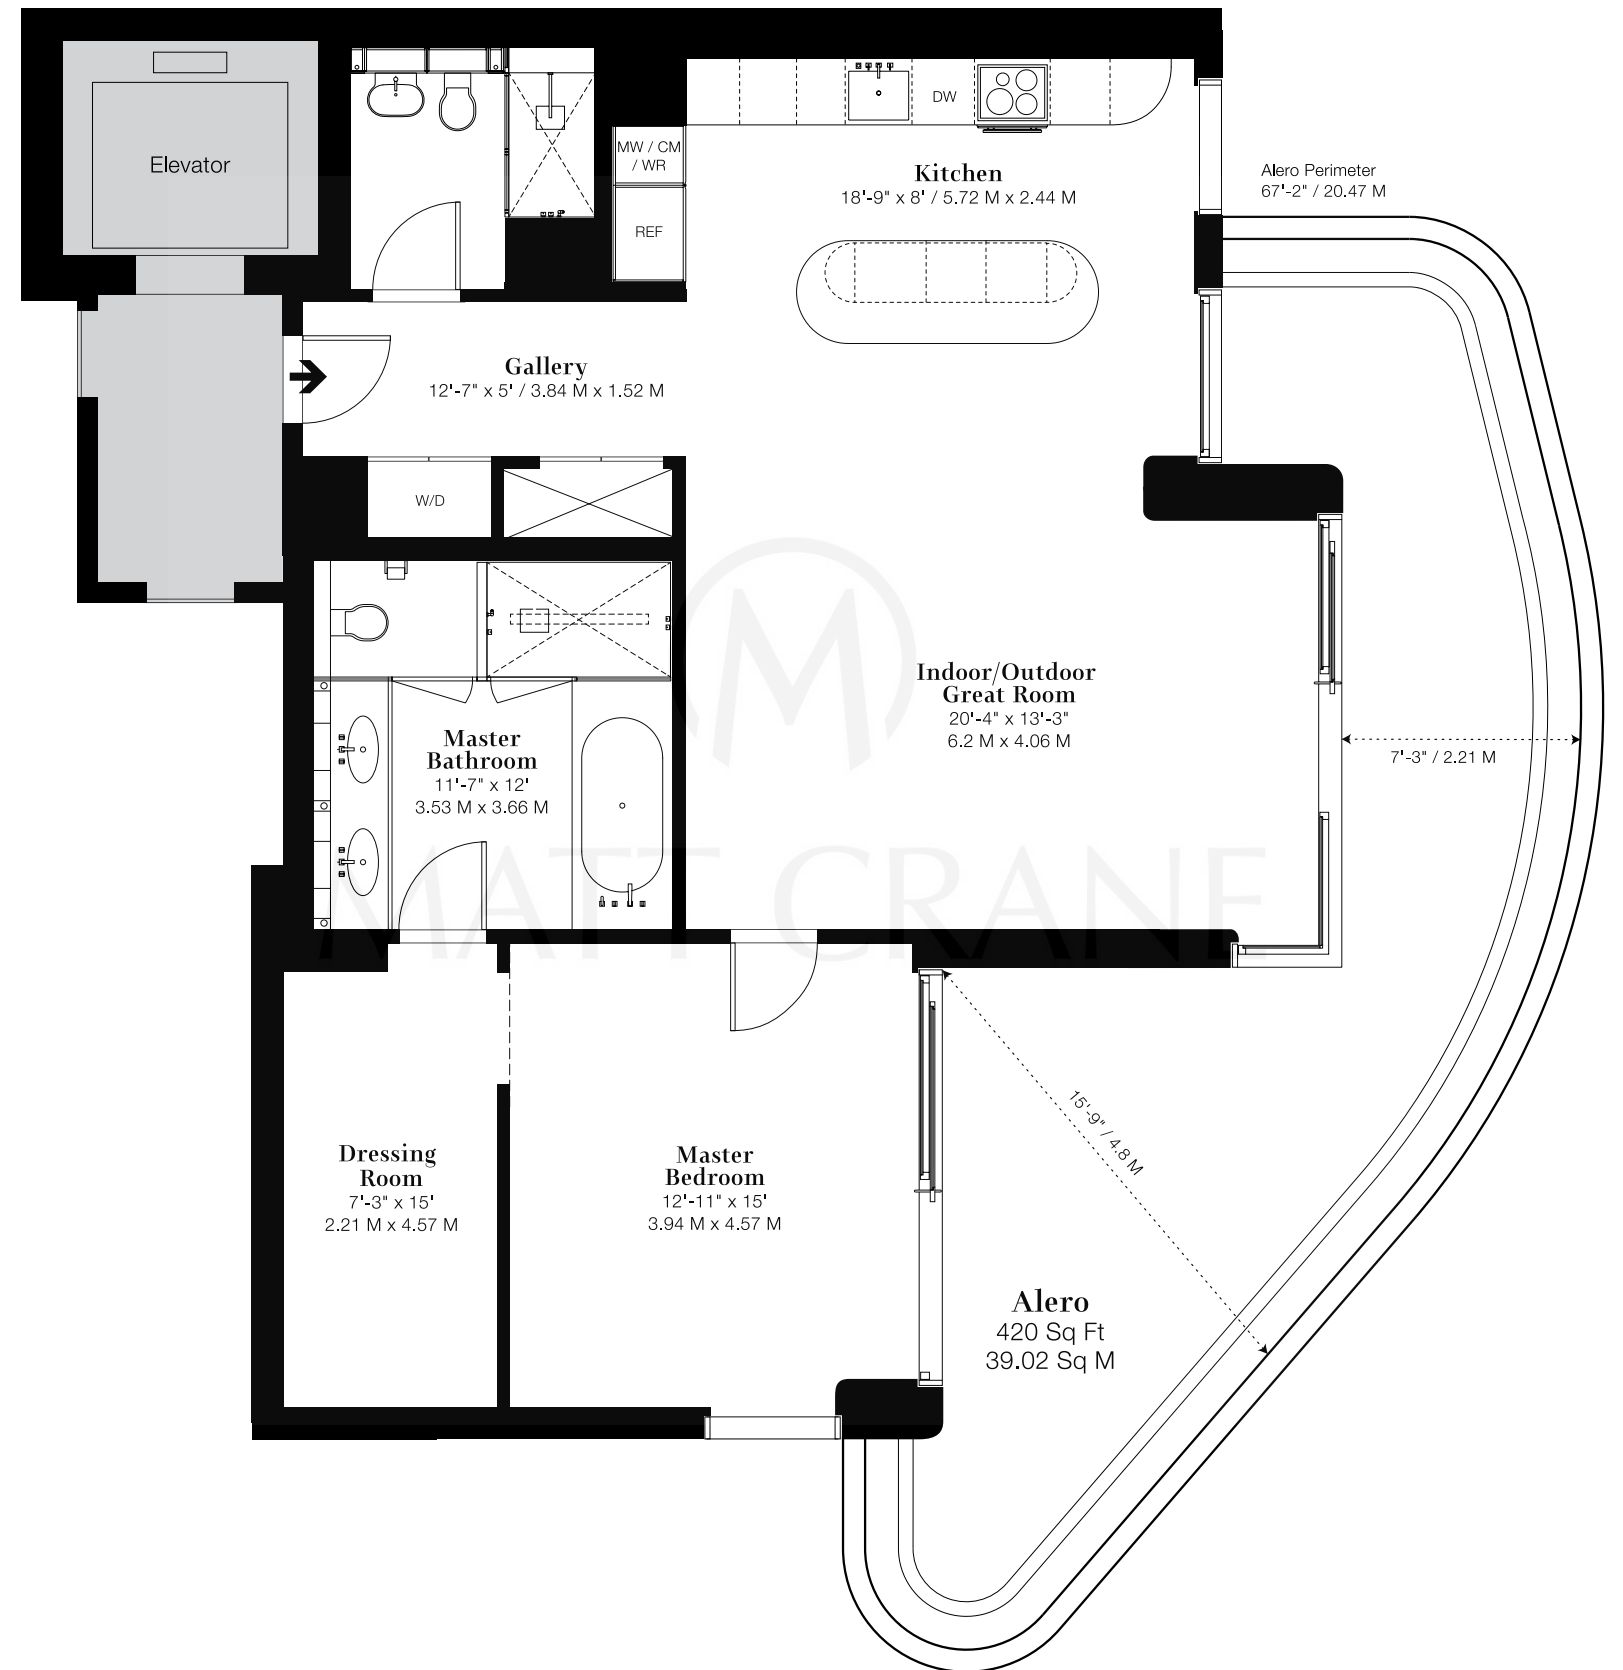 Elevator
MW / CM
/ WR
REF
DW
Kitchen
18'-9" x 8' / 5.72 M x 2.44 M
Alero Perimeter
67'-2" / 20.47 M
Gallery
12'-7" x 5' / 3.84 M x 1.52 M
W/D
M
Indoor/Outdoor
Great Room
20'-4" x 13'-3"
6.2 M x 4.06 M
7'-3" / 2.21 M
Master
Bathroom
11'-7" x 12'
3.53 M x 3.66 M
MATT CRANE
15'-9" / 4.8 M
Dressing
Room
7'-3" x 15'
2.21 M x 4.57 M
Master
Bedroom
12'-11" x 15'
3.94 M x 4.57 M
Alero
420 Sq Ft
39.02 Sq M